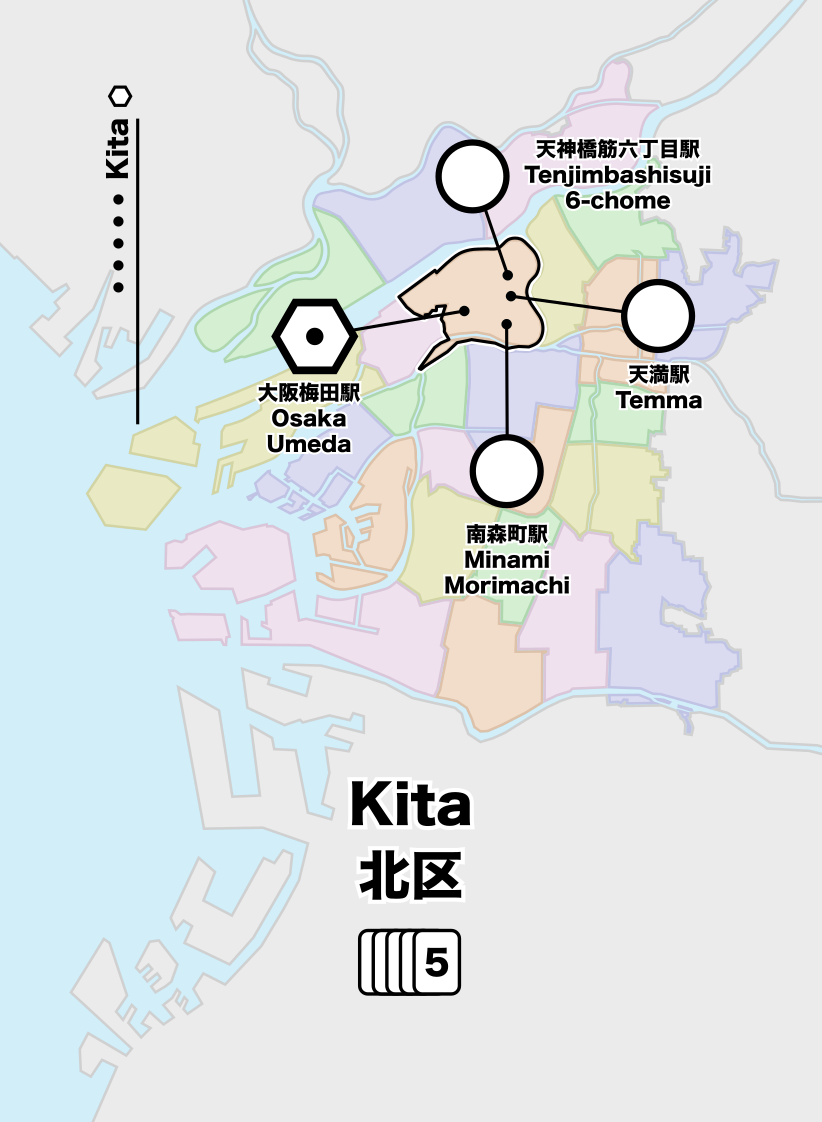 Kita
天神橋筋六丁目駅
Tenjimbashisuji
6-chome
大阪梅田駅
Osaka
Umeda
天満駅
Temma
南森町駅
Minami
Morimachi
Kita
北区
5